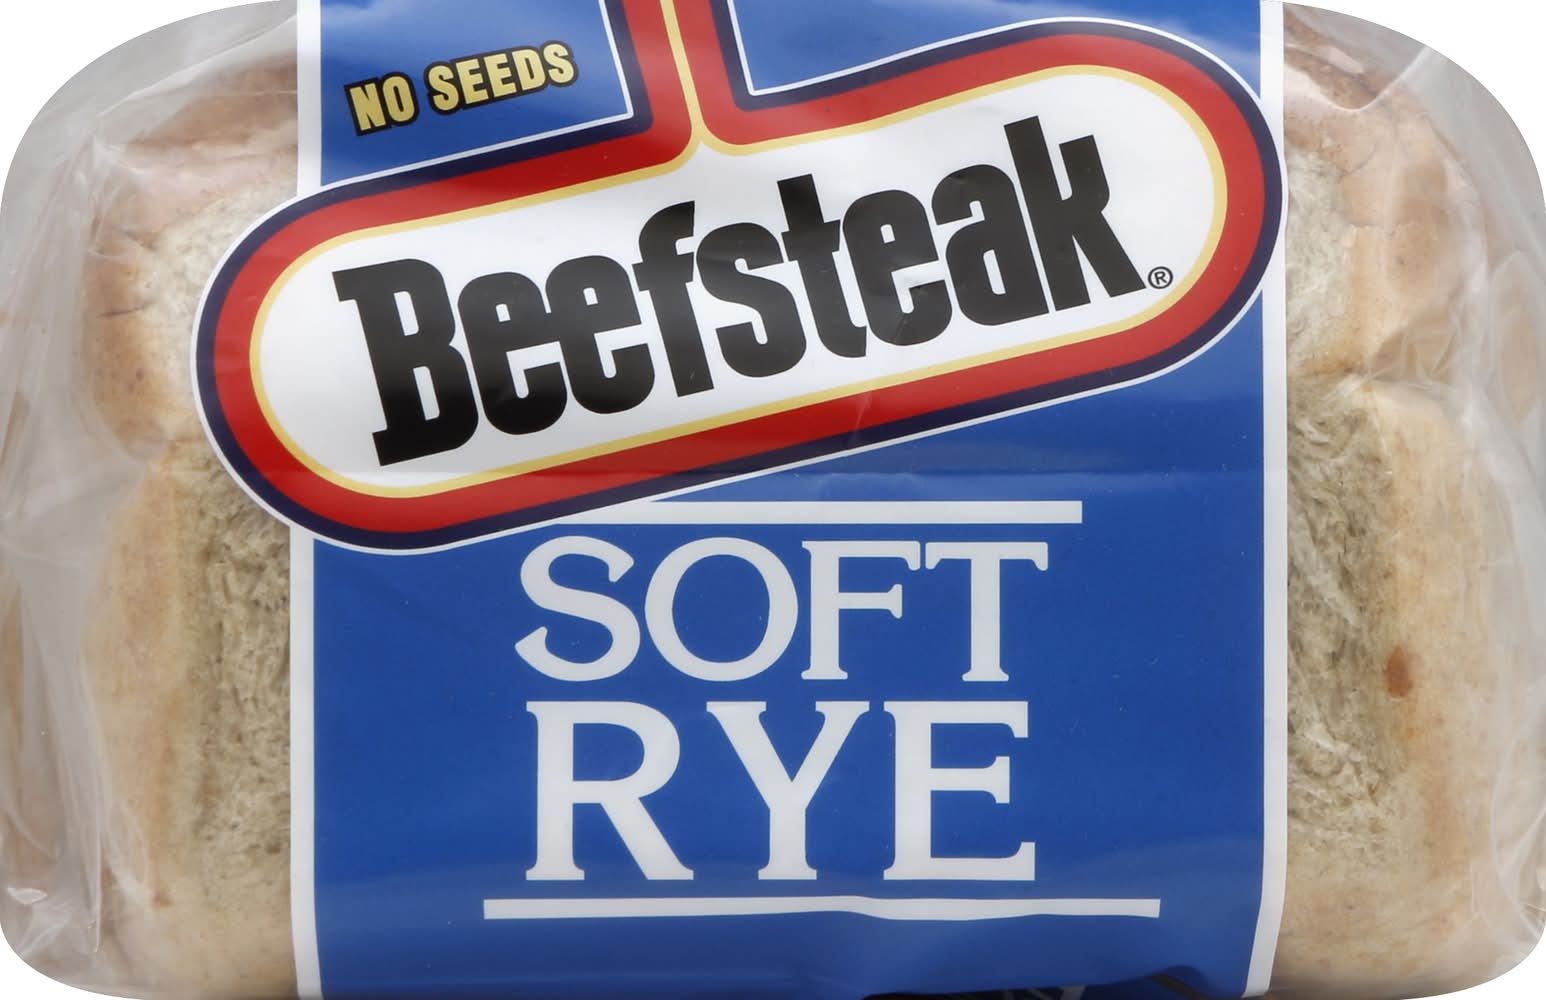 NO SEEDS
Beefsteak®
SOFT
RYE